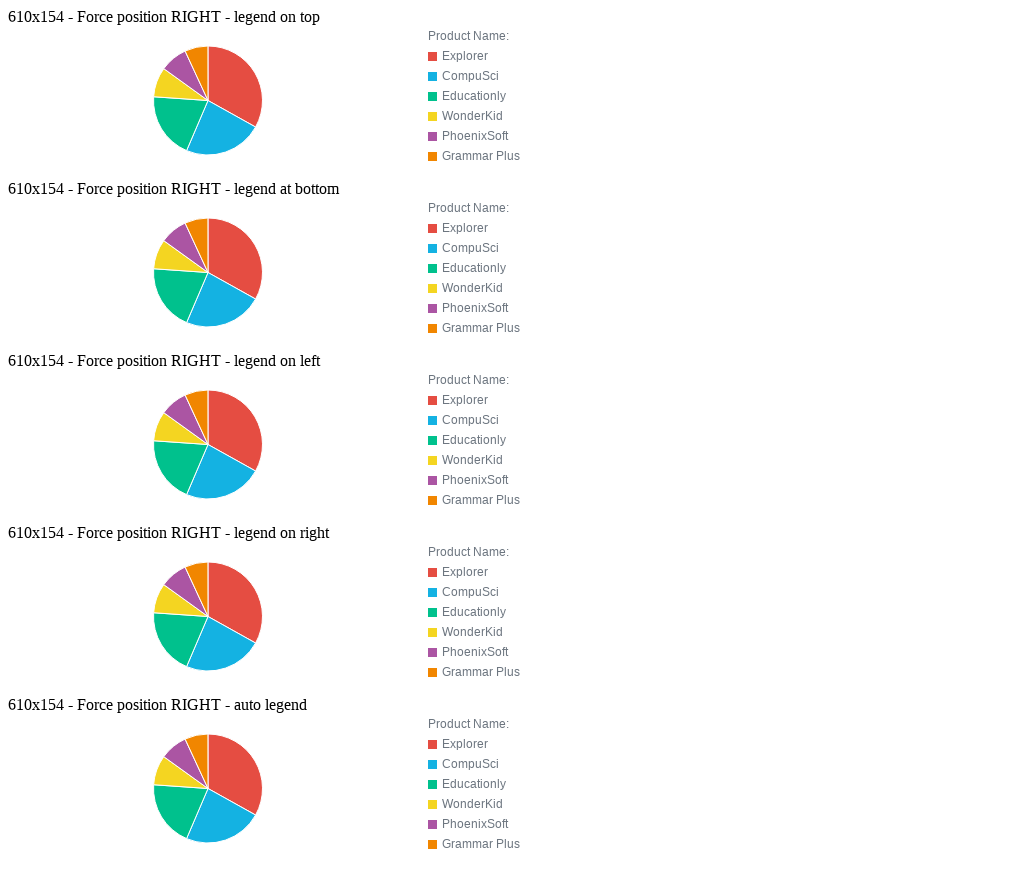 610x154 - Force position RIGHT - legend on top
Product Name:
Explorer
CompuSci
Educationly
WonderKid
PhoenixSoft
Grammar Plus
610x154 - Force position RIGHT - legend at bottom
Product Name:
Explorer
CompuSci
Educationly
WonderKid
PhoenixSoft
Grammar Plus
610x154 - Force position RIGHT - legend on left
Product Name:
Explorer
CompuSci
Educationly
WonderKid
PhoenixSoft
Grammar Plus
610x154 - Force position RIGHT - legend on right
Product Name:
Explorer
CompuSci
Educationly
WonderKid
PhoenixSoft
Grammar Plus
610x154 - Force position RIGHT - auto legend
Product Name:
Explorer
CompuSci
Educationly
WonderKid
PhoenixSoft
Grammar Plus